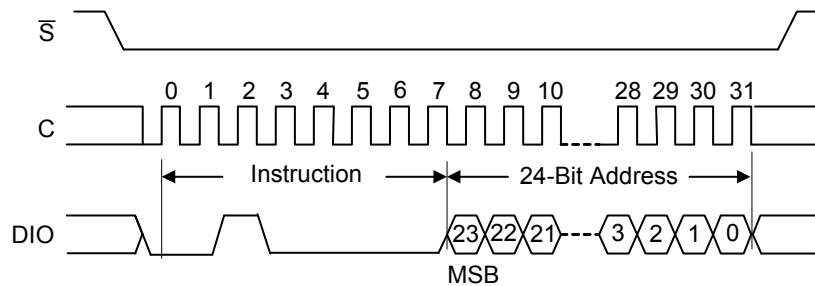 S̅
0 1 2 3 4 5 6 7 8 9 10 28 29 30 31
C
Instruction 24-Bit Address
DIO 23 22 21 3 2 1 0
MSB